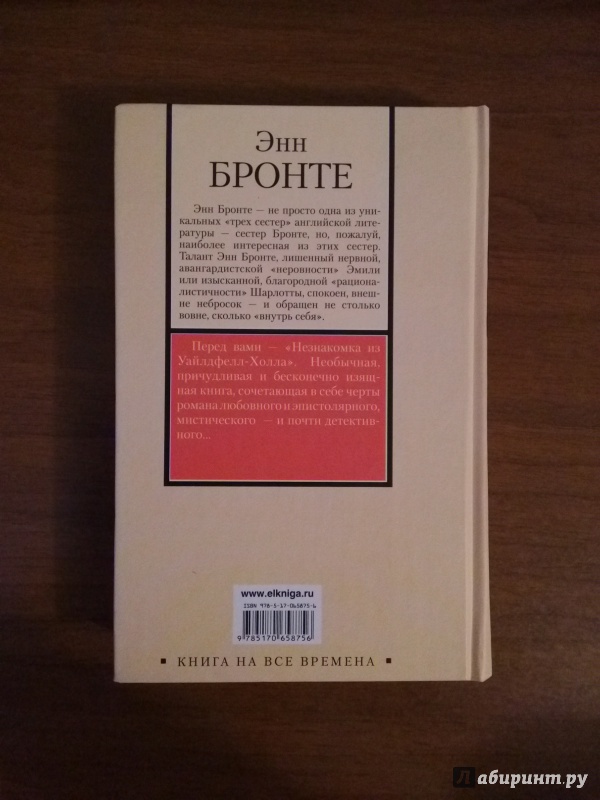 Энн
БРОНТЕ
Энн Бронте — не просто одна из уни-
кальных «трех сестер» английской лите-
ратуры — сестер Бронте, но, пожалуй,
наиболее интересная из этих сестер.
Талант Энн Бронте, лишенный нервной,
авангардистской «неровности» Эмили
или изысканной, благородной «рациона-
листичности» Шарлотты, спокоен, внеш-
не небросок — и обращен не столько
вовне, сколько «внутрь себя».
Перед вами — «Незнакомка из
Уайлдфелл-Холла». Необычная,
причудливая и бесконечно изящ-
ная книга, сочетающая в себе черты
романа любовного и эпистолярного,
мистического — и почти детектив-
ного...
www.elkniga.ru
ISBN 978-5-17-065875-6
9 785170 658756
КНИГА НА ВСЕ ВРЕМЕНА
лабиринт.ру